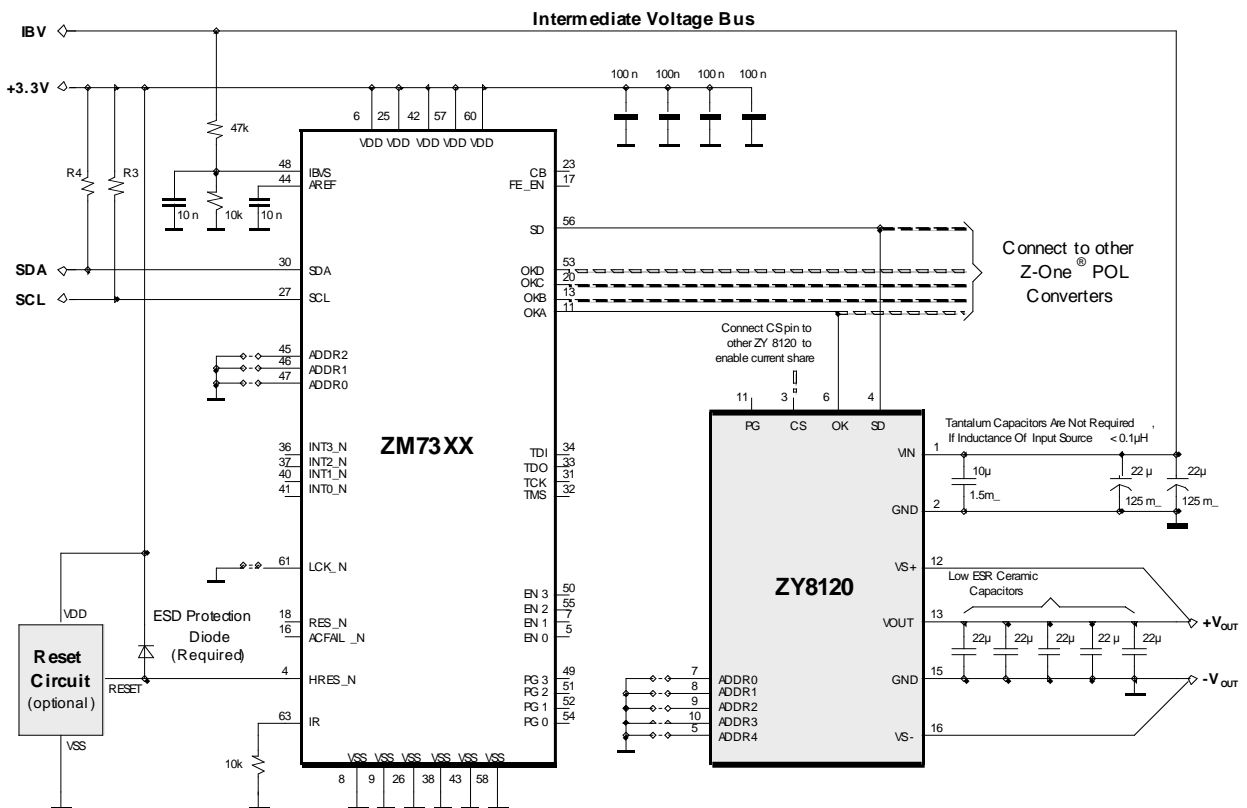 Intermediate Voltage Bus
IBV
+3.3V
100 n
100n
100 n
100 n
6
25
42
57
60
VDD
VDD
VDD
VDD
VDD
47k
R4
R3
48
IBVS
44
AREF
10 n
10k
10 n
CB
23
FE_EN
17
SD
56
SDA
30
SDA
SCL
27
SCL
OKD
53
OKC
20
OKB
13
OKA
11
Connect to other
Z-One® POL
Converters
45
ADDR2
46
ADDR1
47
ADDR0
Connect CS pin to
other ZY 8120 to
enable current share
11
3
6
4
PG
CS
OK
SD
ZM73XX
36
INT3_N
37
INT2_N
40
INT1_N
41
INT0_N
TDI
34
TDO
33
TCK
31
TMS
32
Tantalum Capacitors Are Not Required ,
If Inductance Of Input Source < 0.1µH
VIN
1
10µ
1.5m_
22 µ
125 m_
22µ
125 m_
GND
2
61
LCK_N
ZY8120
VS+
12
EN 3
50
EN 2
55
EN 1
7
EN 0
5
Low ESR Ceramic
Capacitors
VDD
ESD Protection
Diode
(Required)
18
RES_N
16
ACFAIL _N
VOUT
13
+VOUT
22µ
22µ
22µ
22 µ
22µ
Reset
Circuit
(optional)
RESET
4
HRES_N
PG 3
49
PG 2
51
PG 1
52
PG 0
54
GND
15
-VOUT
7
ADDR0
8
ADDR1
9
ADDR2
10
ADDR3
5
ADDR4
VS-
16
63
IR
VSS
10k
VSS
VSS
VSS
VSS
VSS
VSS
8
9
26
38
43
58